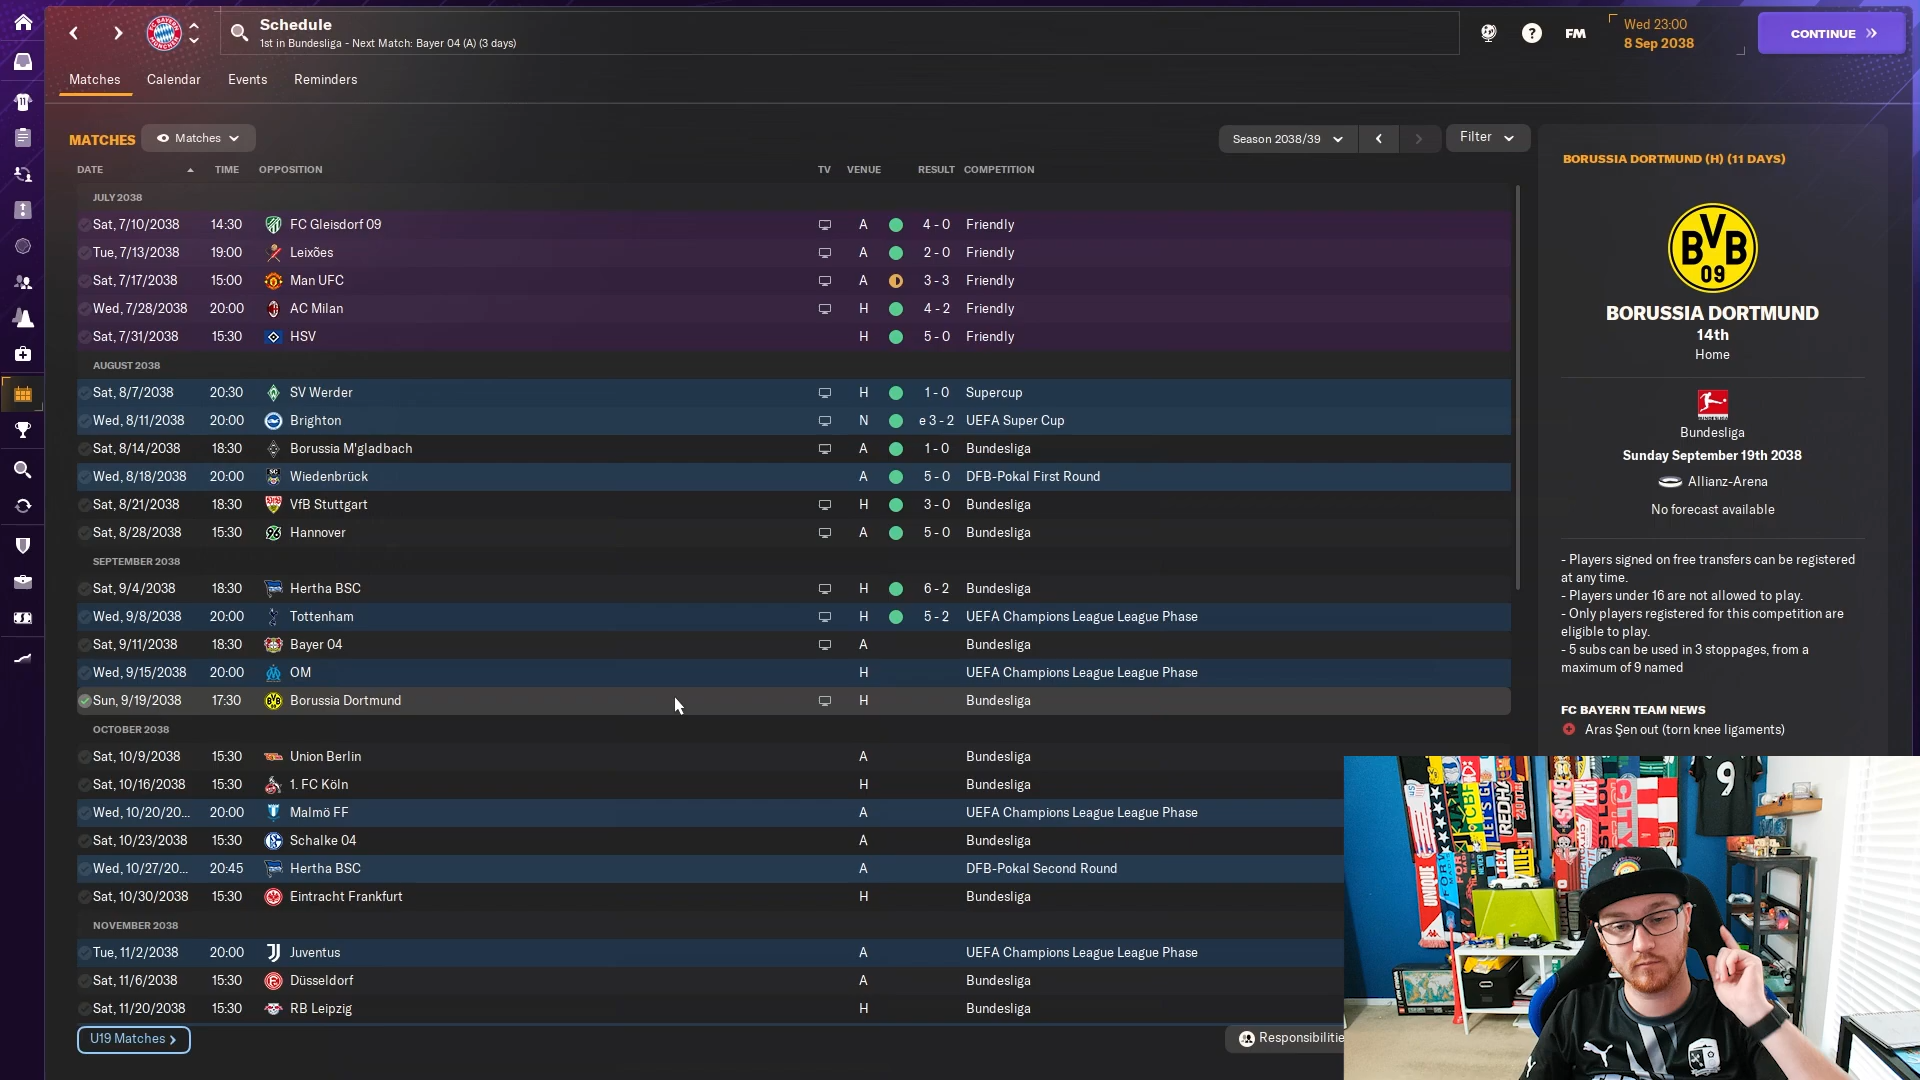 Schedule
1st in Bundesliga - Next Match: Bayer 04 (A) (3 days)
FM
Wed 23:00
8 Sep 2038
CONTINUE
Matches Calendar Events Reminders
MATCHES Matches
Season 2038/39
Filter
DATE TIME OPPOSITION TV VENUE RESULT COMPETITION
JULY 2038
Sat, 7/10/2038 14:30 FC Gleisdorf 09 A 4 - 0 Friendly
Tue, 7/13/2038 19:00 Leixões A 2 - 0 Friendly
Sat, 7/17/2038 15:00 Man UFC A 3 - 3 Friendly
Wed, 7/28/2038 20:00 AC Milan H 4 - 2 Friendly
Sat, 7/31/2038 15:30 HSV H 5 - 0 Friendly
AUGUST 2038
Sat, 8/7/2038 20:30 SV Werder H 1 - 0 Supercup
Wed, 8/11/2038 20:00 Brighton N e 3 - 2 UEFA Super Cup
Sat, 8/14/2038 18:30 Borussia M'gladbach A 1 - 0 Bundesliga
Wed, 8/18/2038 20:00 Wiedenbrück A 5 - 0 DFB-Pokal First Round
Sat, 8/21/2038 18:30 VfB Stuttgart H 3 - 0 Bundesliga
Sat, 8/28/2038 15:30 Hannover A 5 - 0 Bundesliga
SEPTEMBER 2038
Sat, 9/4/2038 18:30 Hertha BSC H 6 - 2 Bundesliga
Wed, 9/8/2038 20:00 Tottenham H 5 - 2 UEFA Champions League League Phase
Sat, 9/11/2038 18:30 Bayer 04 A Bundesliga
Wed, 9/15/2038 20:00 OM H UEFA Champions League League Phase
Sun, 9/19/2038 17:30 Borussia Dortmund H Bundesliga
OCTOBER 2038
Sat, 10/9/2038 15:30 Union Berlin A Bundesliga
Sat, 10/16/2038 15:30 1. FC Köln H Bundesliga
Wed, 10/20/20... 20:00 Malmö FF A UEFA Champions League League Phase
Sat, 10/23/2038 15:30 Schalke 04 A Bundesliga
Wed, 10/27/20... 20:45 Hertha BSC A DFB-Pokal Second Round
Sat, 10/30/2038 15:30 Eintracht Frankfurt H Bundesliga
NOVEMBER 2038
Tue, 11/2/2038 20:00 Juventus A UEFA Champions League League Phase
Sat, 11/6/2038 15:30 Düsseldorf A Bundesliga
Sat, 11/20/2038 15:30 RB Leipzig H Bundesliga
U19 Matches
Responsibilitie
BORUSSIA DORTMUND (H) (11 DAYS)
BVB
09
BORUSSIA DORTMUND
14th
Home
Bundesliga
Sunday September 19th 2038
Allianz-Arena
No forecast available
- Players signed on free transfers can be registered
at any time.
- Players under 16 are not allowed to play.
- Only players registered for this competition are
eligible to play.
- 5 subs can be used in 3 stoppages, from a
maximum of 9 named
FC BAYERN TEAM NEWS
Aras Şen out (torn knee ligaments)
9
CITY
UNIQUE